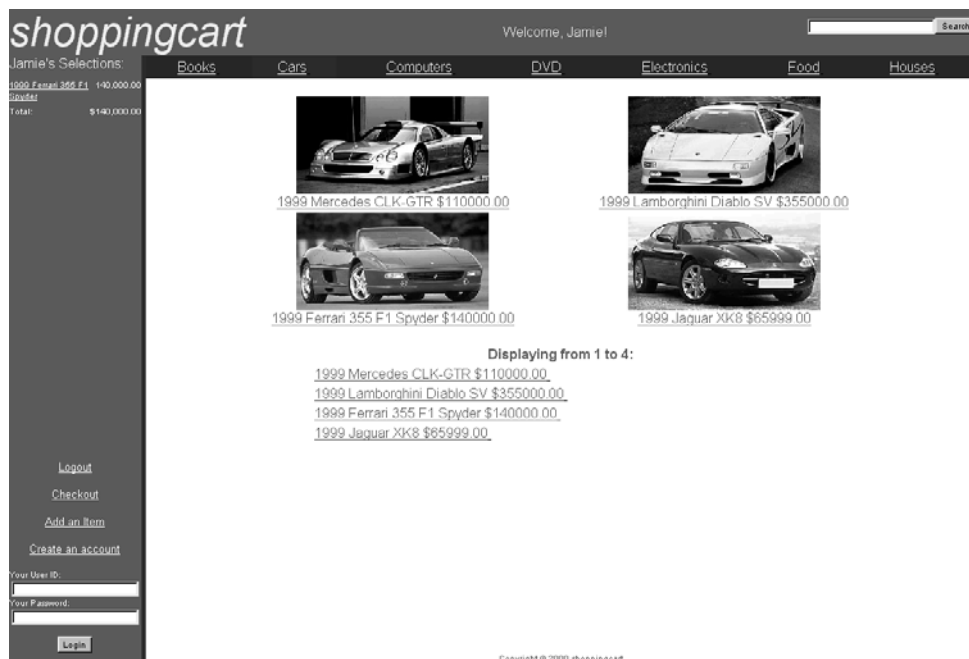 shoppingcart
Welcome, Jamie!
Search
Jamie's Selections:
Books Cars Computers DVD Electronics Food Houses
1999 Ferrari 355 F1 Spyder 140,000.00
Total: $140,000.00
1999 Mercedes CLK-GTR $110000.00
1999 Lamborghini Diablo SV $355000.00
1999 Ferrari 355 F1 Spyder $140000.00
1999 Jaguar XK8 $65999.00
Displaying from 1 to 4:
1999 Mercedes CLK-GTR $110000.00
1999 Lamborghini Diablo SV $355000.00
1999 Ferrari 355 F1 Spyder $140000.00
1999 Jaguar XK8 $65999.00
Logout
Checkout
Add an Item
Create an account
Your User ID:
Your Password:
Login
shoppingcart